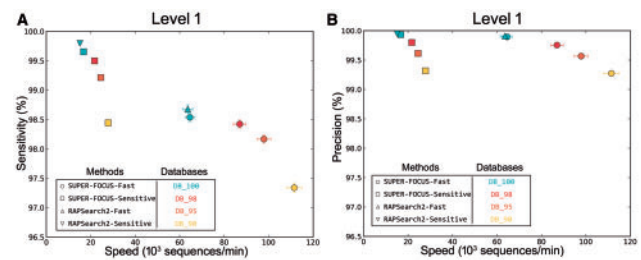 A Level 1
100.0
99.5
99.0
98.5
98.0
97.5
97.0
96.5
Sensitivity (%)
0 20 40 60 80 100 120
Speed (10³ sequences/min)
Methods Databases
SUPER-FOCUS-Fast DB_100
SUPER-FOCUS-Sensitive DB_98
RAPSearch2-Fast DB_95
RAPSearch2-Sensitive DB_90
B Level 1
100.0
99.5
99.0
98.5
98.0
97.5
97.0
96.5
Precision (%)
0 20 40 60 80 100 120
Speed (10³ sequences/min)
Methods Databases
SUPER-FOCUS-Fast DB_100
SUPER-FOCUS-Sensitive DB_98
RAPSearch2-Fast DB_95
RAPSearch2-Sensitive DB_90